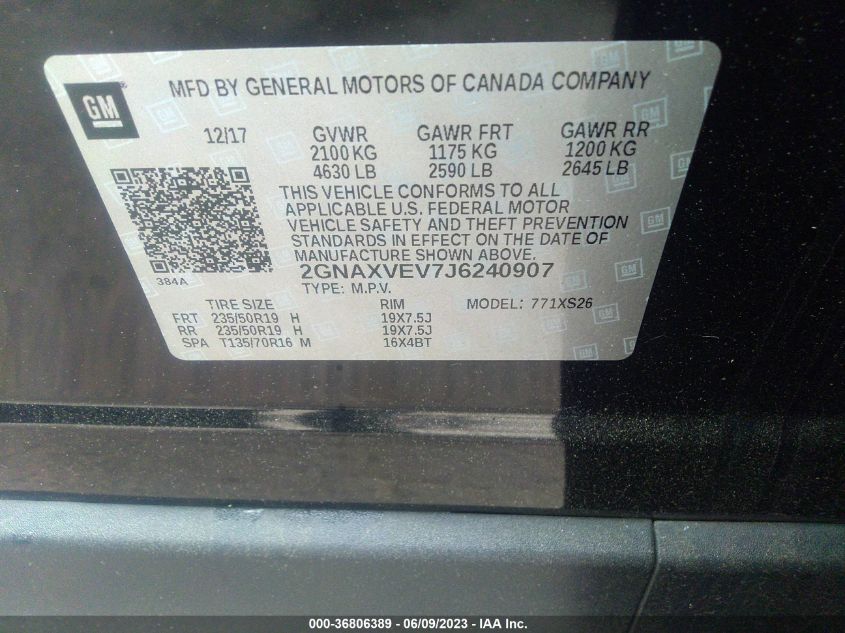 MFD BY GENERAL MOTORS OF CANADA COMPANY
GM
12/17 GVWR GAWR FRT GAWR RR
2100 KG 1175 KG 1200 KG
4630 LB 2590 LB 2645 LB
THIS VEHICLE CONFORMS TO ALL
APPLICABLE U.S. FEDERAL MOTOR
VEHICLE SAFETY AND THEFT PREVENTION
STANDARDS IN EFFECT ON THE DATE OF
MANUFACTURE SHOWN ABOVE.
384A 2GNAXVEV7J6240907
TYPE: M.P.V.
TIRE SIZE RIM MODEL: 771XS26
FRT 235/50R19 H 19X7.5J
RR 235/50R19 H 19X7.5J
SPA T135/70R16 M 16X4BT
000-36806389 - 06/09/2023 - IAA Inc.